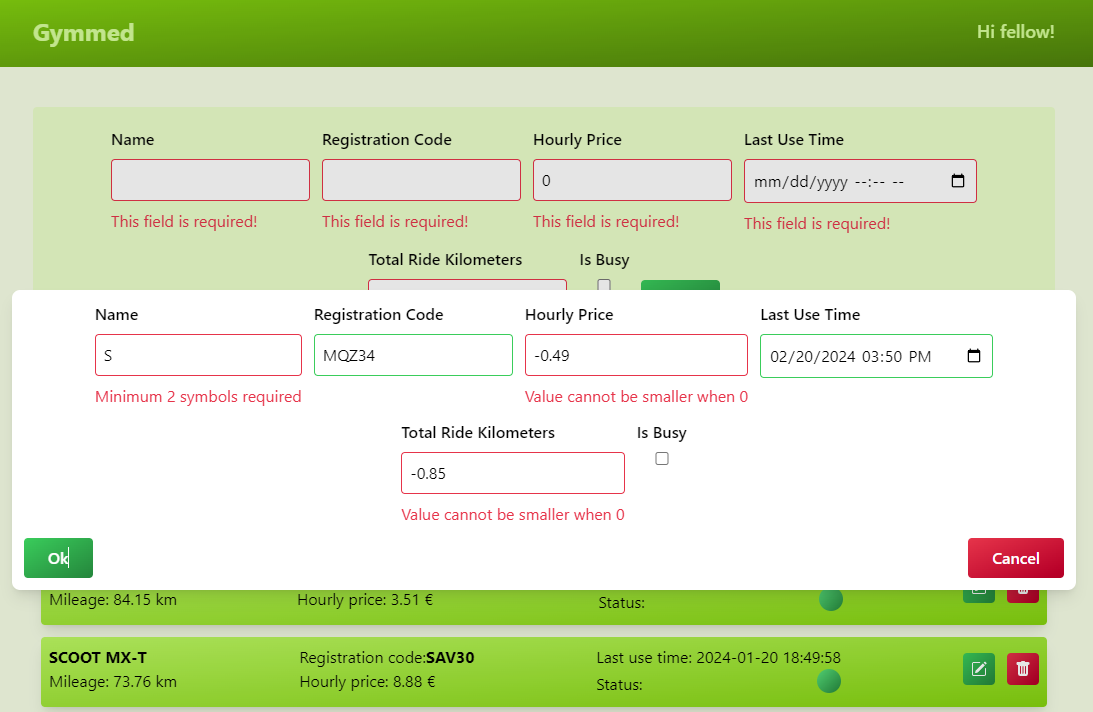 Gymmed
Hi fellow!
Name Registration Code Hourly Price Last Use Time
0 mm/dd/yyyy --:-- --
This field is required! This field is required! This field is required! This field is required!
Total Ride Kilometers Is Busy
Name Registration Code Hourly Price Last Use Time
S MQZ34 -0.49 02/20/2024 03:50 PM
Minimum 2 symbols required Value cannot be smaller when 0
Total Ride Kilometers Is Busy
-0.85
Value cannot be smaller when 0
Ok Cancel
Mileage: 84.15 km Hourly price: 3.51 € Status:
SCOOT MX-T Registration code:SAV30 Last use time: 2024-01-20 18:49:58
Mileage: 73.76 km Hourly price: 8.88 € Status: